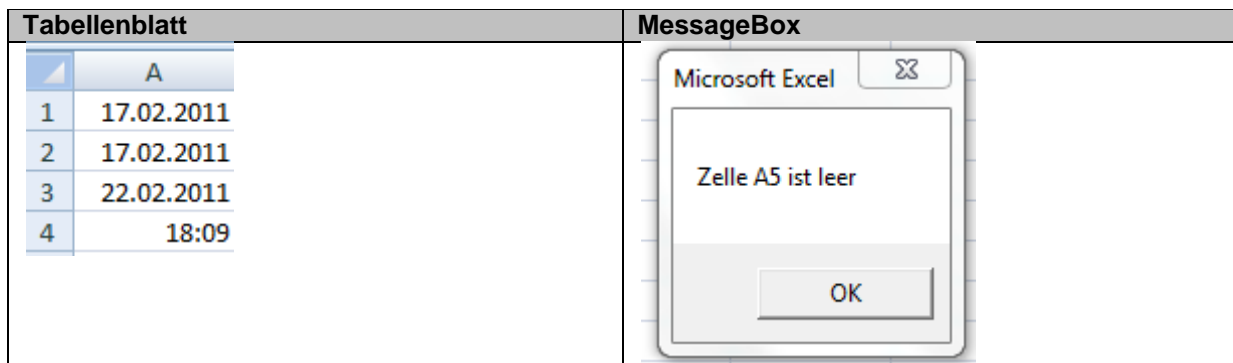 Tabellenblatt MessageBox
A
1 17.02.2011
2 17.02.2011
3 22.02.2011
4 18:09
Microsoft Excel
Zelle A5 ist leer
OK